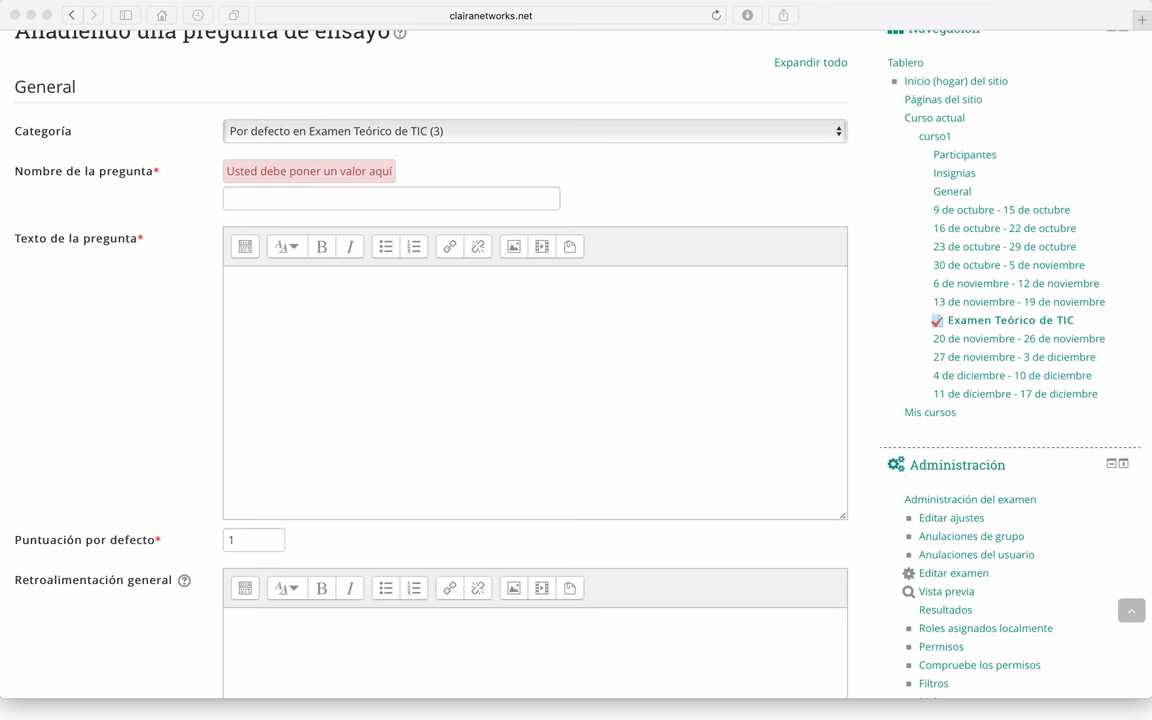 clairanetworks.net
Añadiendo una pregunta de ensayo
Expandir todo
General
Categoría
Por defecto en Examen Teórico de TIC (3)
Nombre de la pregunta*
Usted debe poner un valor aquí
Texto de la pregunta*
Puntuación por defecto*
1
Retroalimentación general
Navegación
Tablero
Inicio (hogar) del sitio
Páginas del sitio
Curso actual
curso1
Participantes
Insignias
General
9 de octubre - 15 de octubre
16 de octubre - 22 de octubre
23 de octubre - 29 de octubre
30 de octubre - 5 de noviembre
6 de noviembre - 12 de noviembre
13 de noviembre - 19 de noviembre
Examen Teórico de TIC
20 de noviembre - 26 de noviembre
27 de noviembre - 3 de diciembre
4 de diciembre - 10 de diciembre
11 de diciembre - 17 de diciembre
Mis cursos
Administración
Administración del examen
Editar ajustes
Anulaciones de grupo
Anulaciones del usuario
Editar examen
Vista previa
Resultados
Roles asignados localmente
Permisos
Compruebe los permisos
Filtros